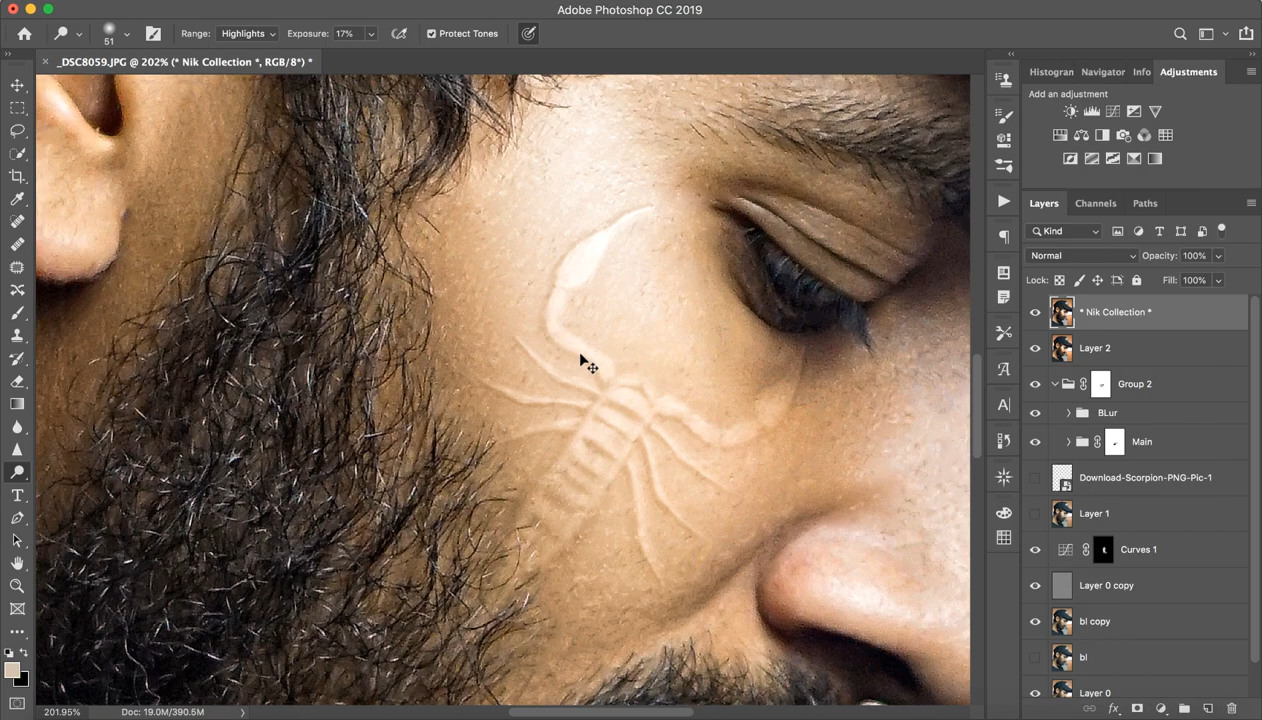 Adobe Photoshop CC 2019
51
Range: Highlights Exposure: 17% Protect Tones
_DSC8059.JPG @ 202% (* Nik Collection *, RGB/8*) *
Histogran Navigator Info Adjustments
Add an adjustment
Layers Channels Paths
Kind
Normal Opacity: 100%
Lock: Fill: 100%
* Nik Collection *
Layer 2
Group 2
BLur
Main
Download-Scorpion-PNG-Pic-1
Layer 1
Curves 1
Layer 0 copy
bl copy
bl
Layer 0
201.95% Doc: 19.0M/390.5M